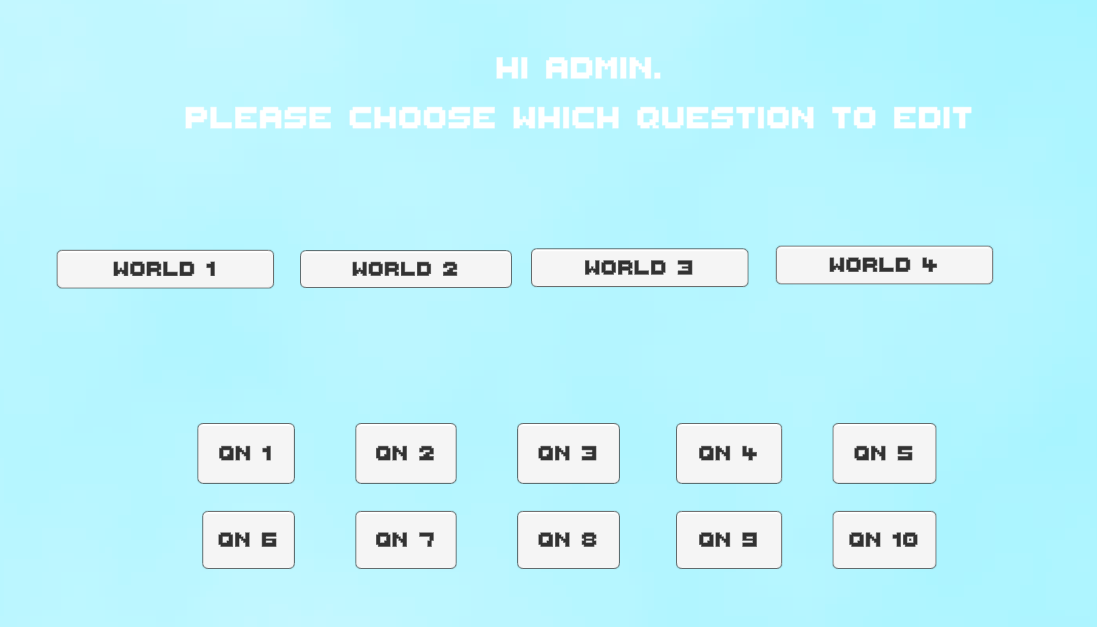 HI ADMIN.
PLEASE CHOOSE WHICH QUESTION TO EDIT
WORLD 1
WORLD 2
WORLD 3
WORLD 4
QN 1
QN 2
QN 3
QN 4
QN 5
QN 6
QN 7
QN 8
QN 9
QN 10